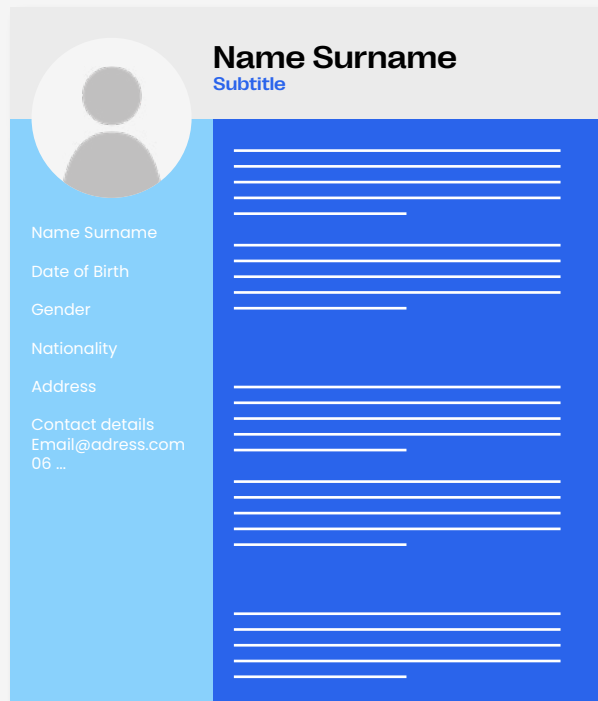 Name Surname
Subtitle
Name Surname
Date of Birth
Gender
Nationality
Address
Contact details
Email@adress.com
06 ...